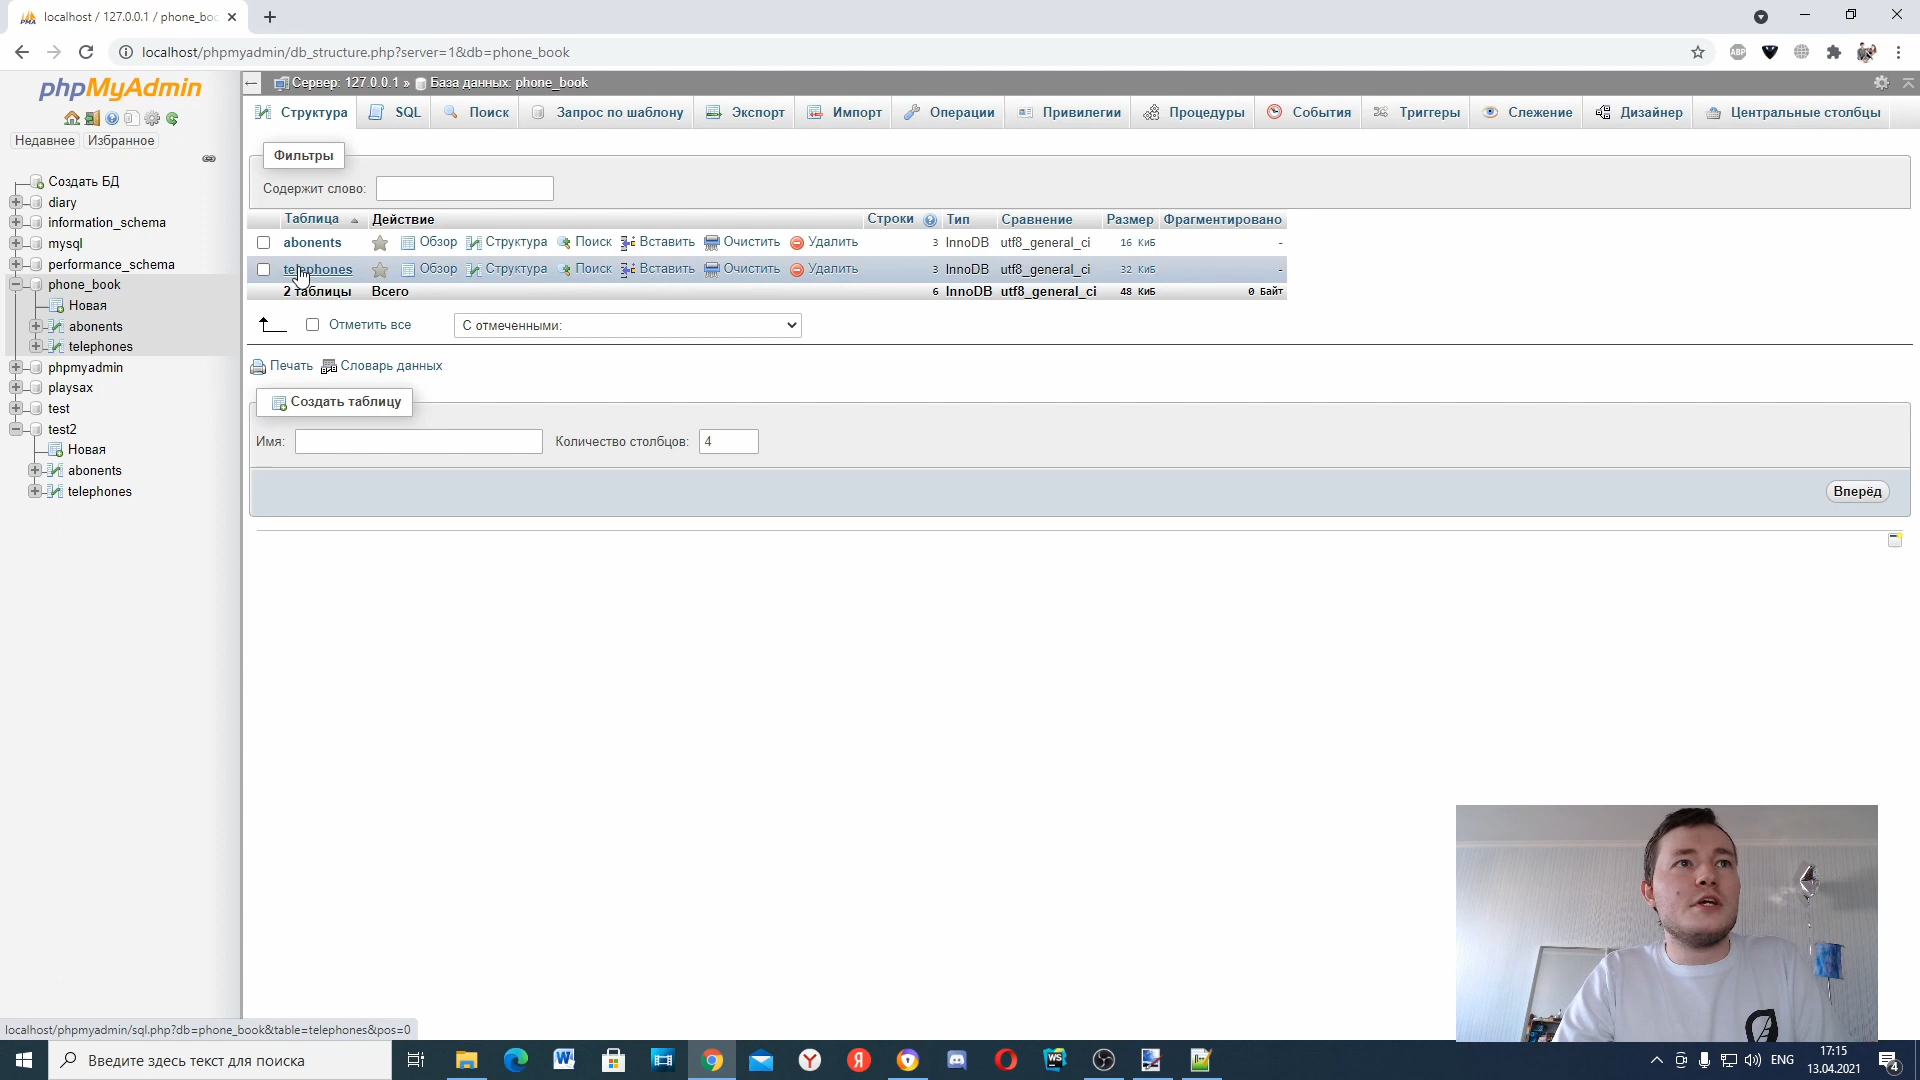 localhost / 127.0.0.1 / phone_boo
localhost/phpmyadmin/db_structure.php?server=1&db=phone_book
ABP
phpMyAdmin
Недавнее Избранное
Создать БД
diary
information_schema
mysql
performance_schema
phone_book
Новая
abonents
telephones
phpmyadmin
playsax
test
test2
Новая
abonents
telephones
Сервер: 127.0.0.1 » База данных: phone_book
Структура SQL Поиск Запрос по шаблону Экспорт Импорт Операции Привилегии Процедуры События Триггеры Слежение Дизайнер Центральные столбцы
Фильтры
Содержит слово:
Таблица Действие Строки Тип Сравнение Размер Фрагментировано
abonents Обзор Структура Поиск Вставить Очистить Удалить 3 InnoDB utf8_general_ci 16 КиБ -
telephones Обзор Структура Поиск Вставить Очистить Удалить 3 InnoDB utf8_general_ci 32 КиБ -
2 таблицы Всего 6 InnoDB utf8_general_ci 48 КиБ 0 Байт
Отметить все С отмеченными:
Печать Словарь данных
Создать таблицу
Имя: Количество столбцов: 4
Вперёд
localhost/phpmyadmin/sql.php?db=phone_book&table=telephones&pos=0
Введите здесь текст для поиска
ENG
17:15
13.04.2021
4